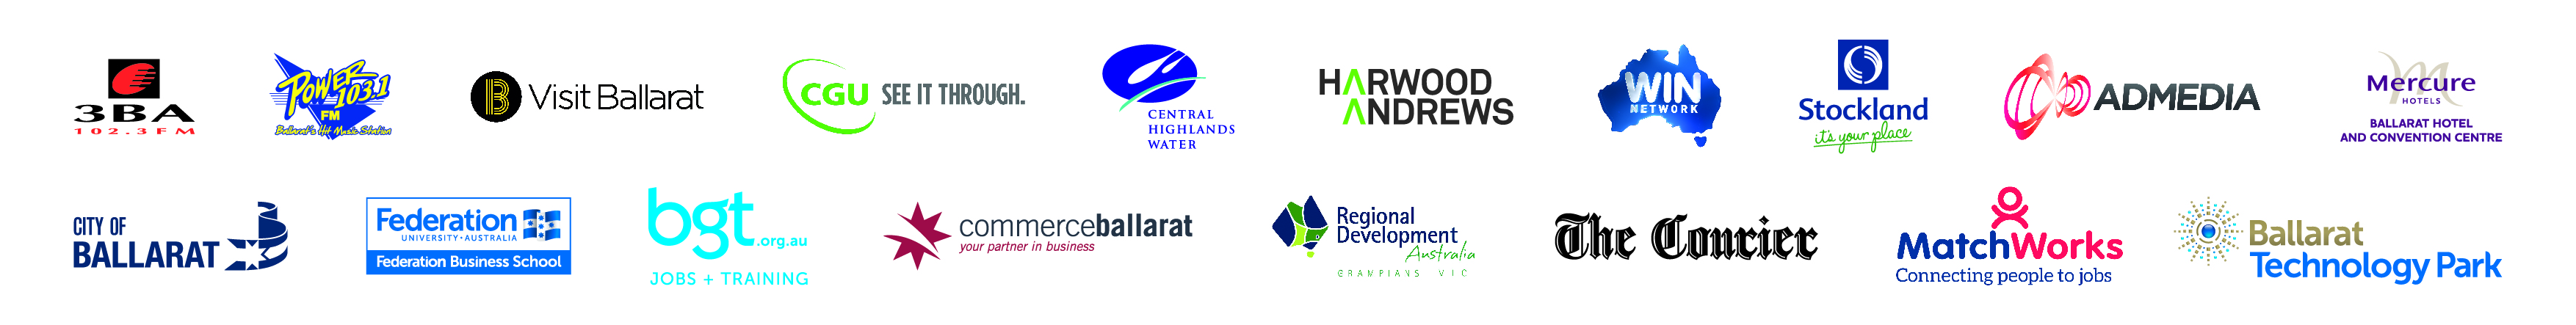 3BA
102.3 FM
POWER
103.1
FM
Ballarat's Hit Music Station
B Visit Ballarat
CGU SEE IT THROUGH.
CENTRAL
HIGHLANDS
WATER
HARWOOD
ANDREWS
WIN
NETWORK
Stockland
it's your place
ADMEDIA
m
Mercure
HOTELS
BALLARAT HOTEL
AND CONVENTION CENTRE
CITY OF
BALLARAT
Federation
UNIVERSITY • AUSTRALIA
Federation Business School
bgt.org.au
JOBS + TRAINING
commerceballarat
your partner in business
Regional
Development
Australia
GRAMPIANS VIC
The Courier
MatchWorks
Connecting people to jobs
Ballarat
Technology Park